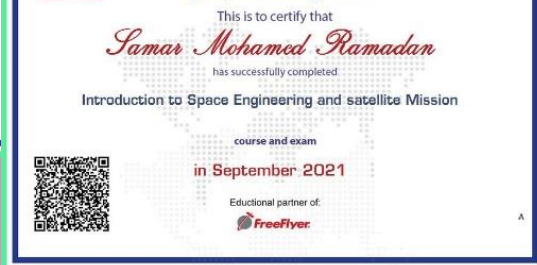 This is to certify that
Samar Mohamed Ramadan
has successfully completed
Introduction to Space Engineering and satellite Mission
course and exam
in September 2021
Eductional partner of:
FreeFlyer